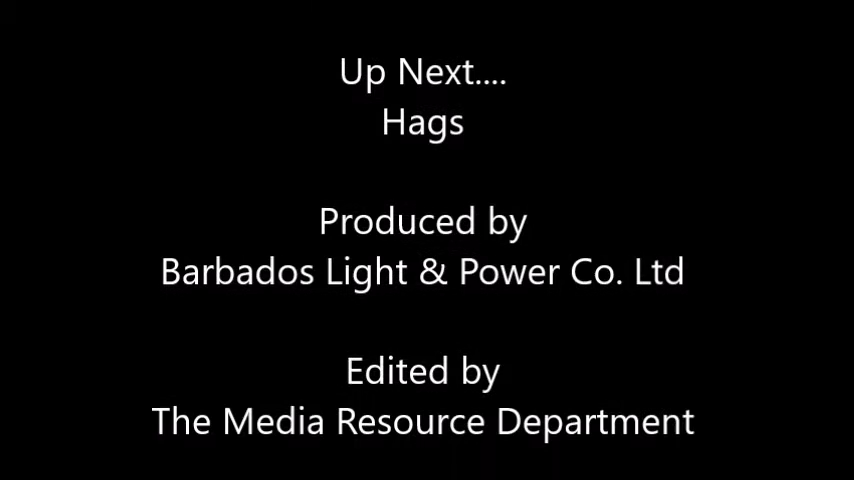 Up Next....
Hags
Produced by
Barbados Light & Power Co. Ltd
Edited by
The Media Resource Department